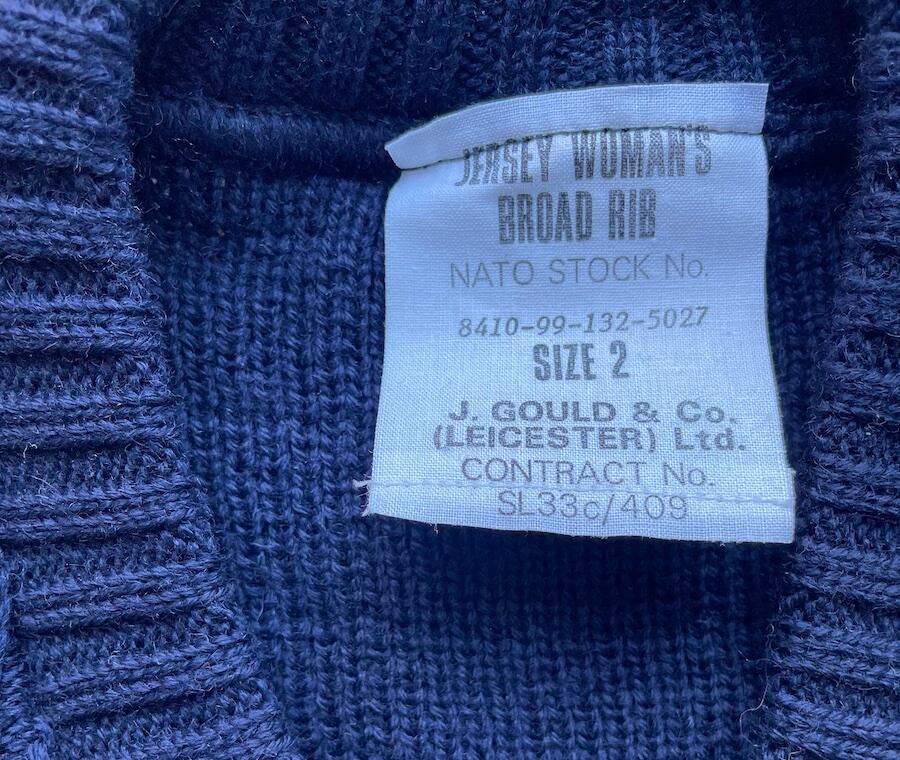 JERSEY WOMAN'S
BROAD RIB
NATO STOCK No.
8410-99-132-5027
SIZE 2
J. GOULD & Co.
(LEICESTER) Ltd.
CONTRACT No.
SL33c/409